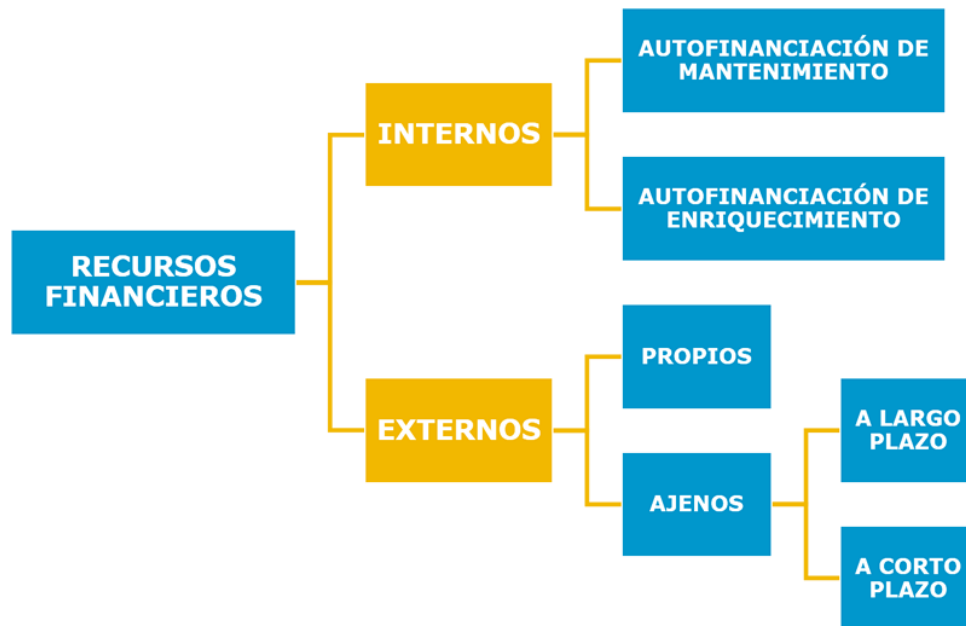 RECURSOS
FINANCIEROS
INTERNOS
AUTOFINANCIACIÓN DE
MANTENIMIENTO
AUTOFINANCIACIÓN DE
ENRIQUECIMIENTO
EXTERNOS
PROPIOS
AJENOS
A LARGO
PLAZO
A CORTO
PLAZO